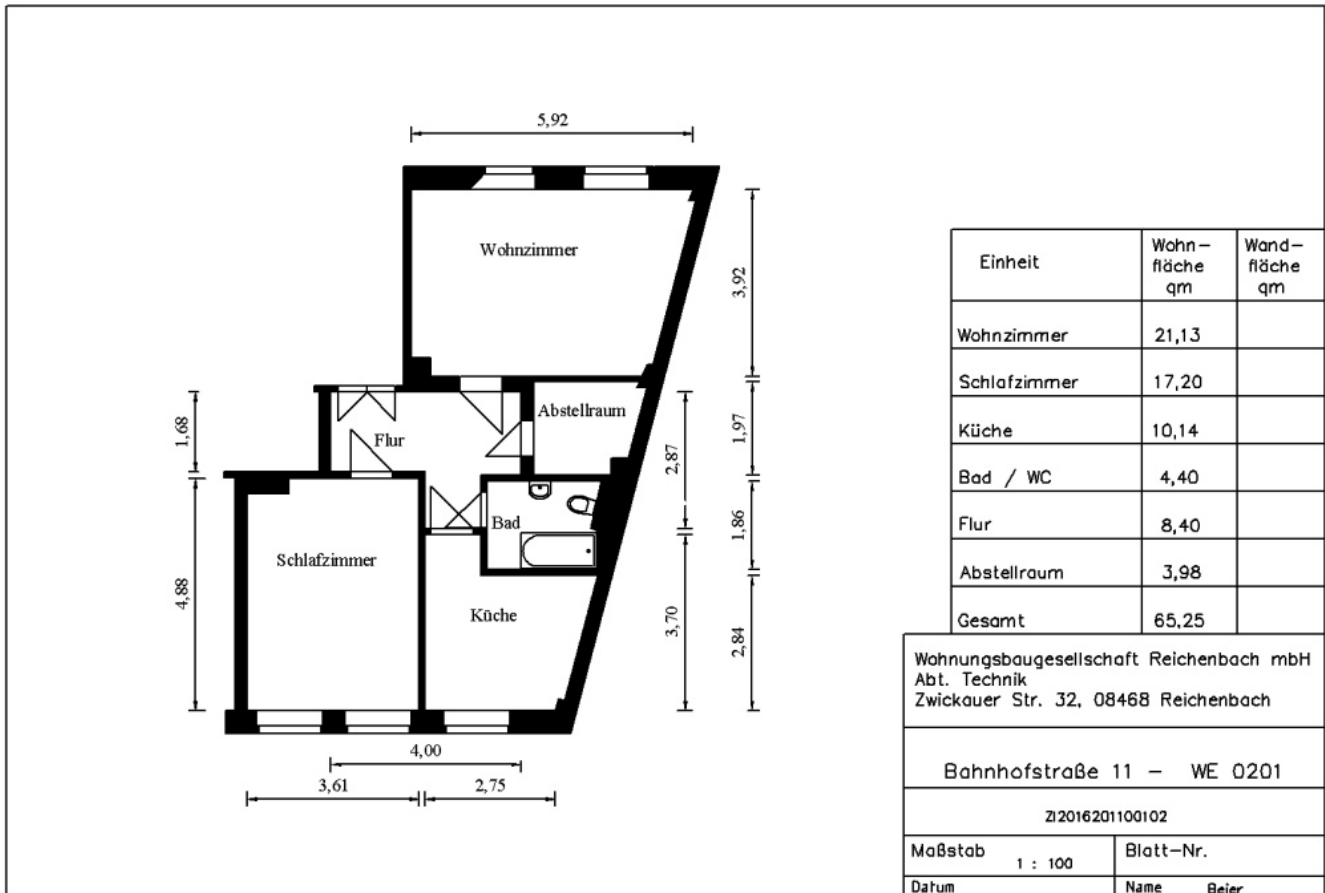 5,92
Wohnzimmer
3,92
Abstellraum
Flur
1,68
2,87
1,97
Bad
1,86
Schlafzimmer
Küche
4,88
3,70
2,84
4,00
3,61
2,75
Einheit Wohn- Wand-
fläche fläche
qm qm
Wohnzimmer 21,13
Schlafzimmer 17,20
Küche 10,14
Bad / WC 4,40
Flur 8,40
Abstellraum 3,98
Gesamt 65,25
Wohnungsbaugesellschaft Reichenbach mbH
Abt. Technik
Zwickauer Str. 32, 08468 Reichenbach
Bahnhofstraße 11 - WE 0201
ZI2016201100102
Maßstab 1 : 100 Blatt-Nr.
Datum Name Beier